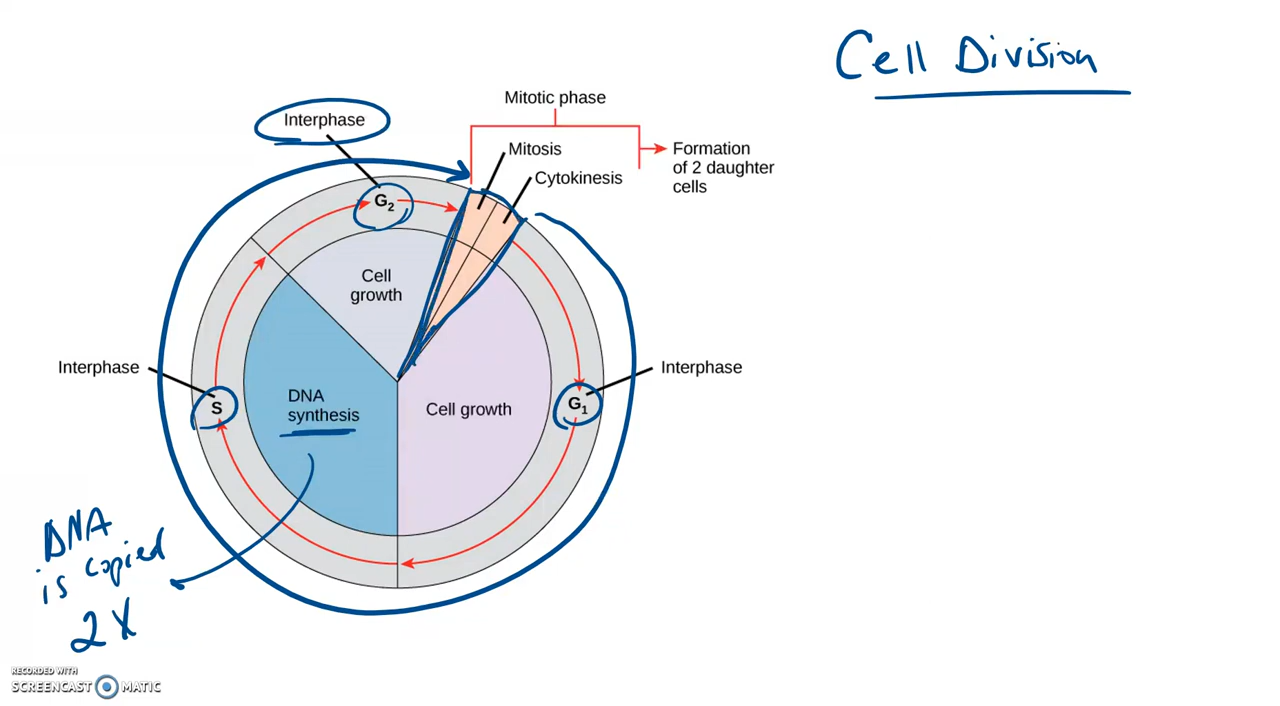 Cell Division
Mitotic phase
Interphase
Mitosis
Formation
of 2 daughter
cells
Cytokinesis
G2
Cell
growth
Interphase
Interphase
S
DNA
synthesis
Cell growth
G1
DNA
is copied
2X
RECORDED WITH
SCREENCAST MATIC